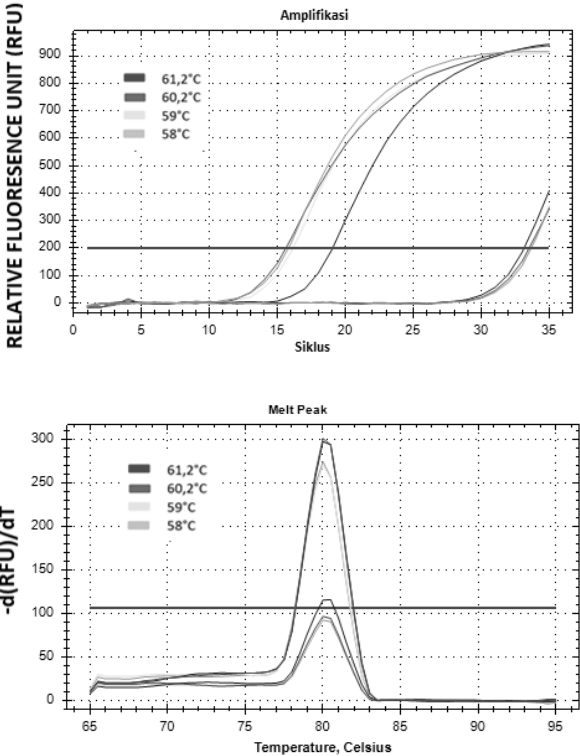 Amplifikasi
RELATIVE FLUORESENCE UNIT (RFU)
900
800
700
600
500
400
300
200
100
0
61,2°C
60,2°C
59°C
58°C
0 5 10 15 20 25 30 35
Siklus
Melt Peak
-d(RFU)/dT
300
250
200
150
100
50
0
61,2°C
60,2°C
59°C
58°C
65 70 75 80 85 90 95
Temperature, Celsius